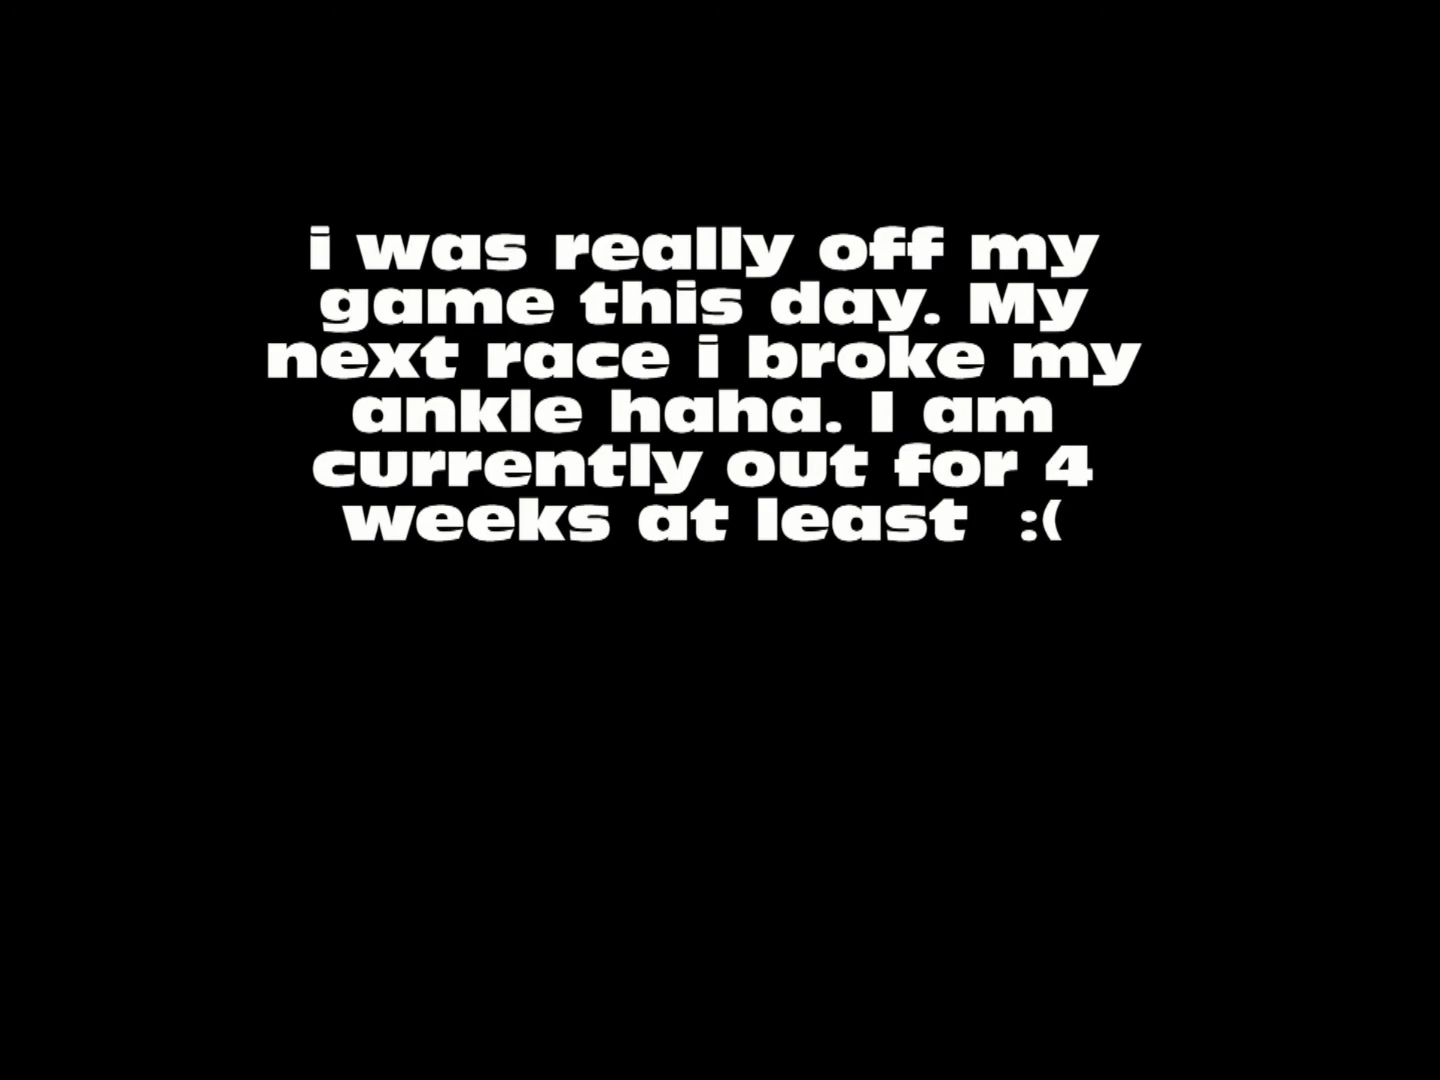 i was really off my
game this day. My
next race i broke my
ankle haha. I am
currently out for 4
weeks at least  :(